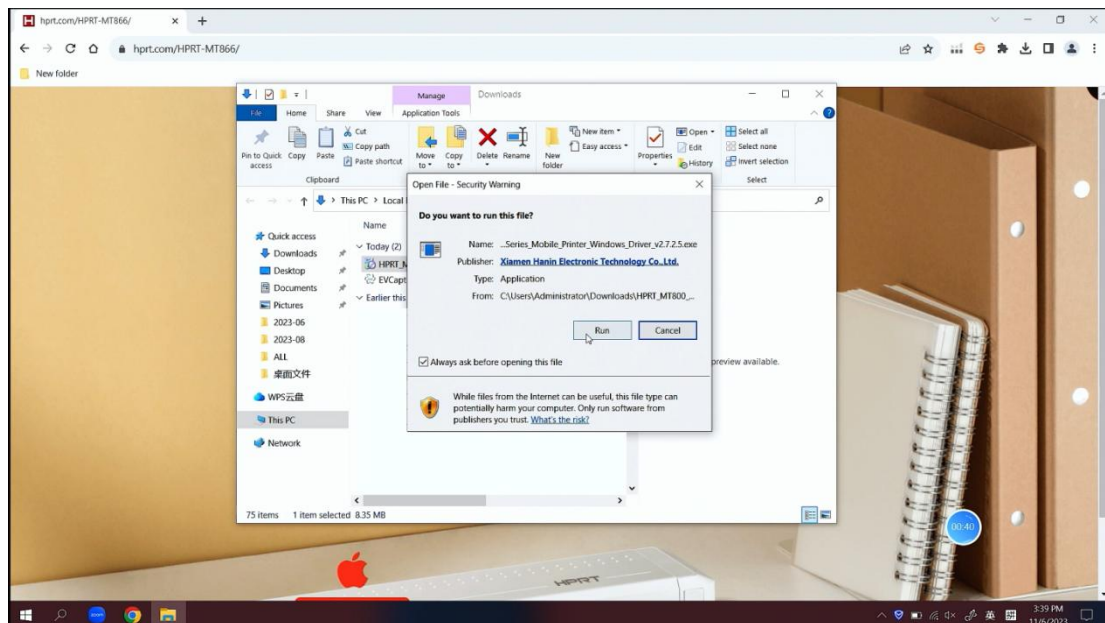 hprt.com/HPRT-MT866/
hprt.com/HPRT-MT866/
New folder
Manage
Downloads
File
Home
Share
View
Application Tools
Pin to Quick access
Copy
Paste
Cut
Copy path
Paste shortcut
Move to
Copy to
Delete
Rename
New folder
New item
Easy access
Properties
Open
Edit
History
Select all
Select none
Invert selection
Clipboard
Select
This PC > Local
Name
Quick access
Downloads
Desktop
Documents
Pictures
2023-06
2023-08
ALL
桌面文件
WPS云盘
This PC
Network
Today (2)
HPRT_M
EVCapt
Earlier this
Open File - Security Warning
Do you want to run this file?
Name: ...Series_Mobile_Printer_Windows_Driver_v2.7.2.5.exe
Publisher: Xiamen Hanin Electronic Technology Co.,Ltd.
Type: Application
From: C:\Users\Administrator\Downloads\HPRT_MT800_...
Run
Cancel
Always ask before opening this file
While files from the Internet can be useful, this file type can
potentially harm your computer. Only run software from
publishers you trust. What's the risk?
preview available.
75 items
1 item selected 8.35 MB
00:40
HPRT
zoom
英
3:39 PM
11/6/2023